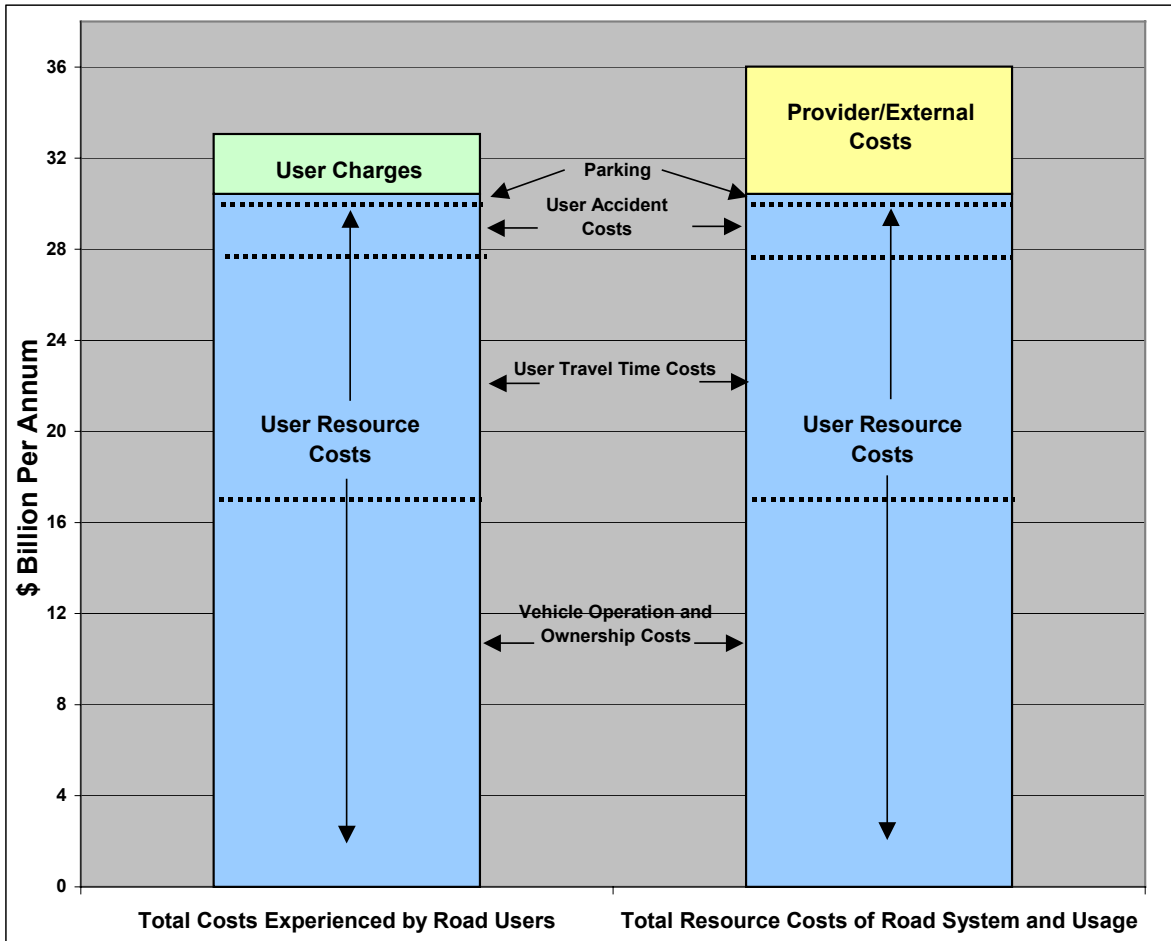 $ Billion Per Annum
36
32
28
24
20
16
12
8
4
0
User Charges
User Resource
Costs
Parking
User Accident
Costs
User Travel Time Costs
Vehicle Operation and
Ownership Costs
Provider/External
Costs
User Resource
Costs
Total Costs Experienced by Road Users
Total Resource Costs of Road System and Usage